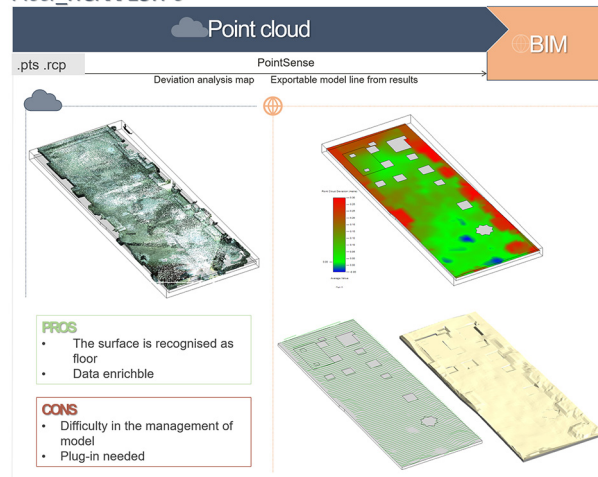 Point cloud
BIM
.pts .rcp
PointSense
Deviation analysis map
Exportable model line from results
PROS
• The surface is recognised as
floor
• Data enrichble
CONS
• Difficulty in the management of
model
• Plug-in needed